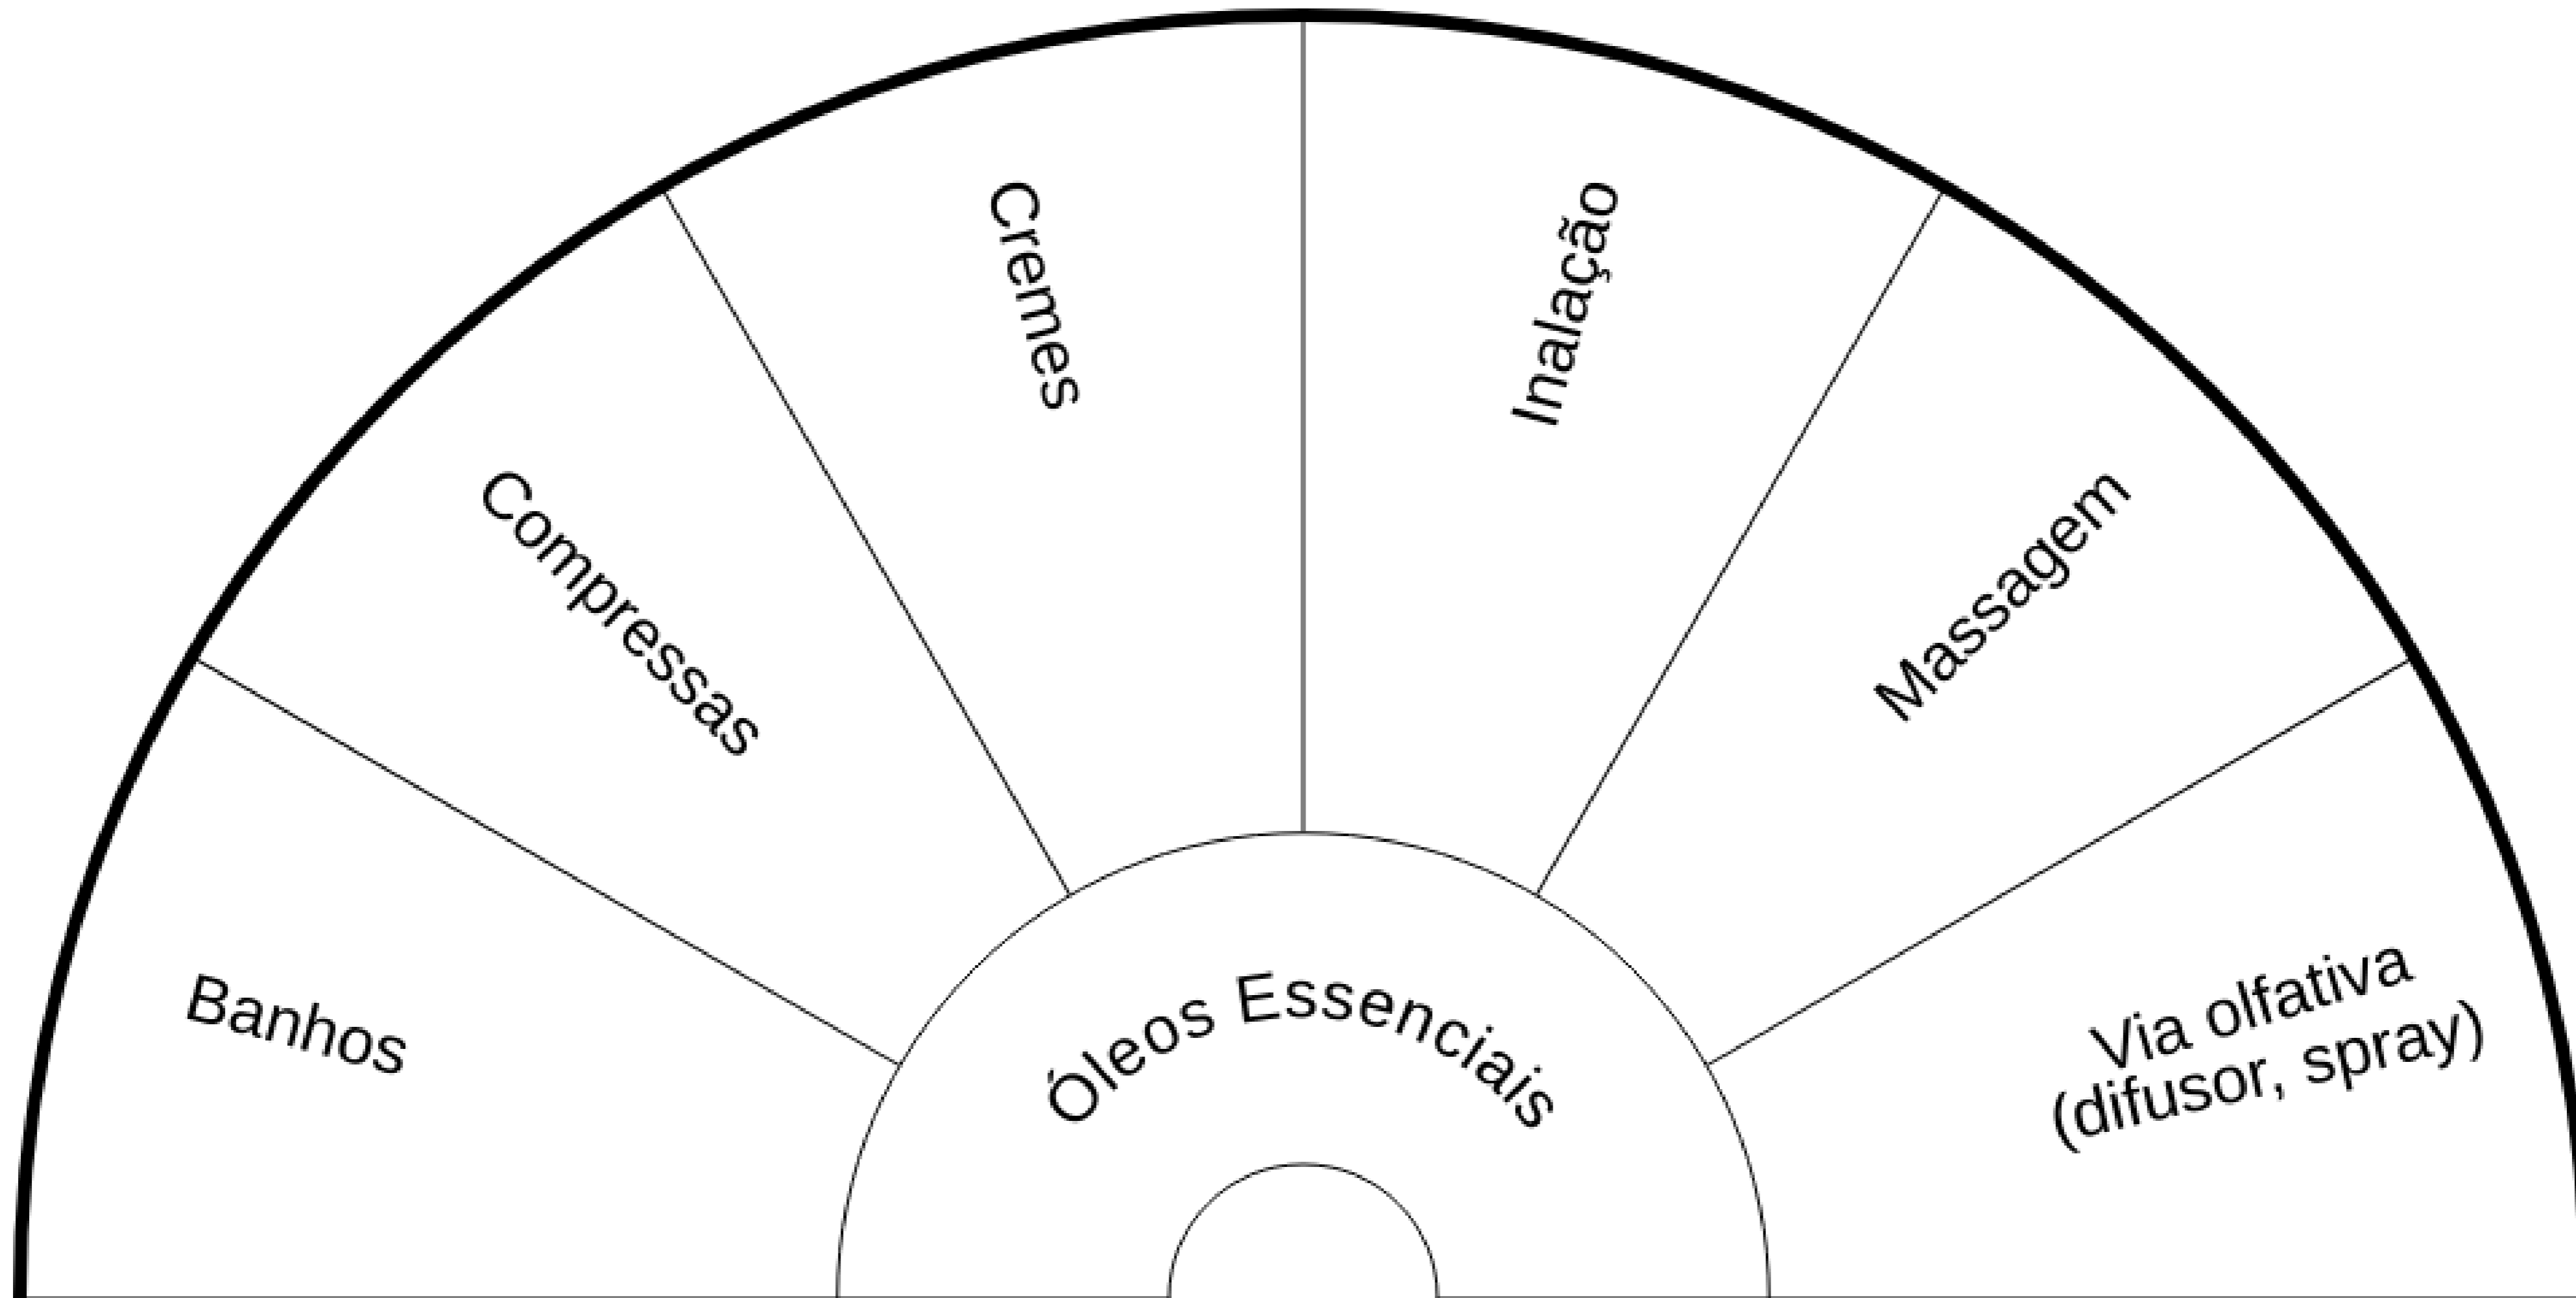 Banhos
Compressas
Cremes
Inalação
Massagem
Via olfativa
(difusor, spray)
Óleos Essenciais